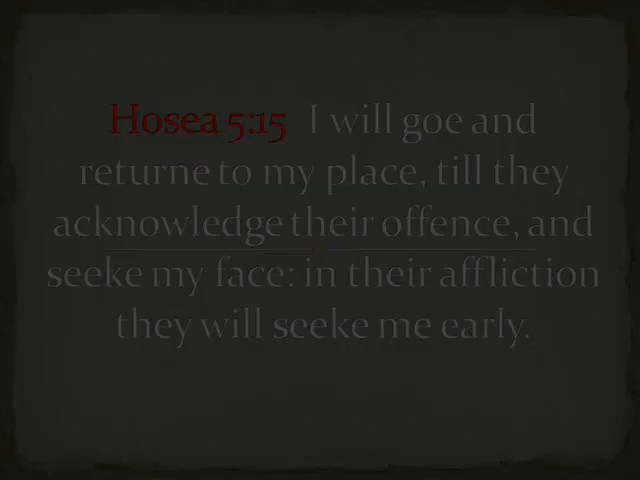 Hosea 5:15 I will goe and
returne to my place, till they
acknowledge their offence, and
seeke my face: in their affliction
they will seeke me early.